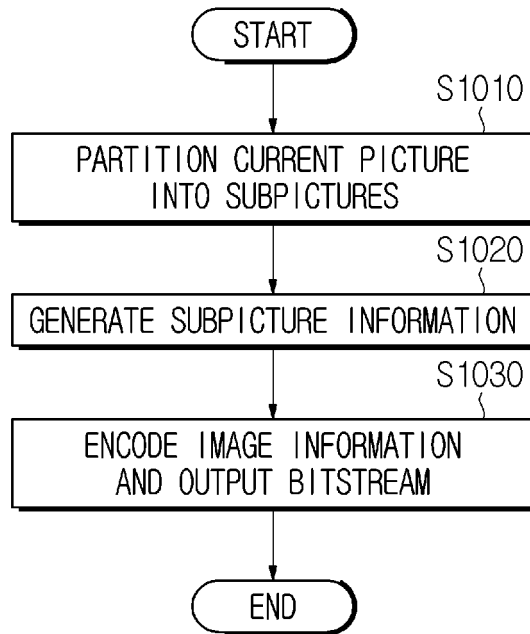 START
S1010
PARTITION CURRENT PICTURE
INTO SUBPICTURES
S1020
GENERATE SUBPICTURE INFORMATION
S1030
ENCODE IMAGE INFORMATION
AND OUTPUT BITSTREAM
END